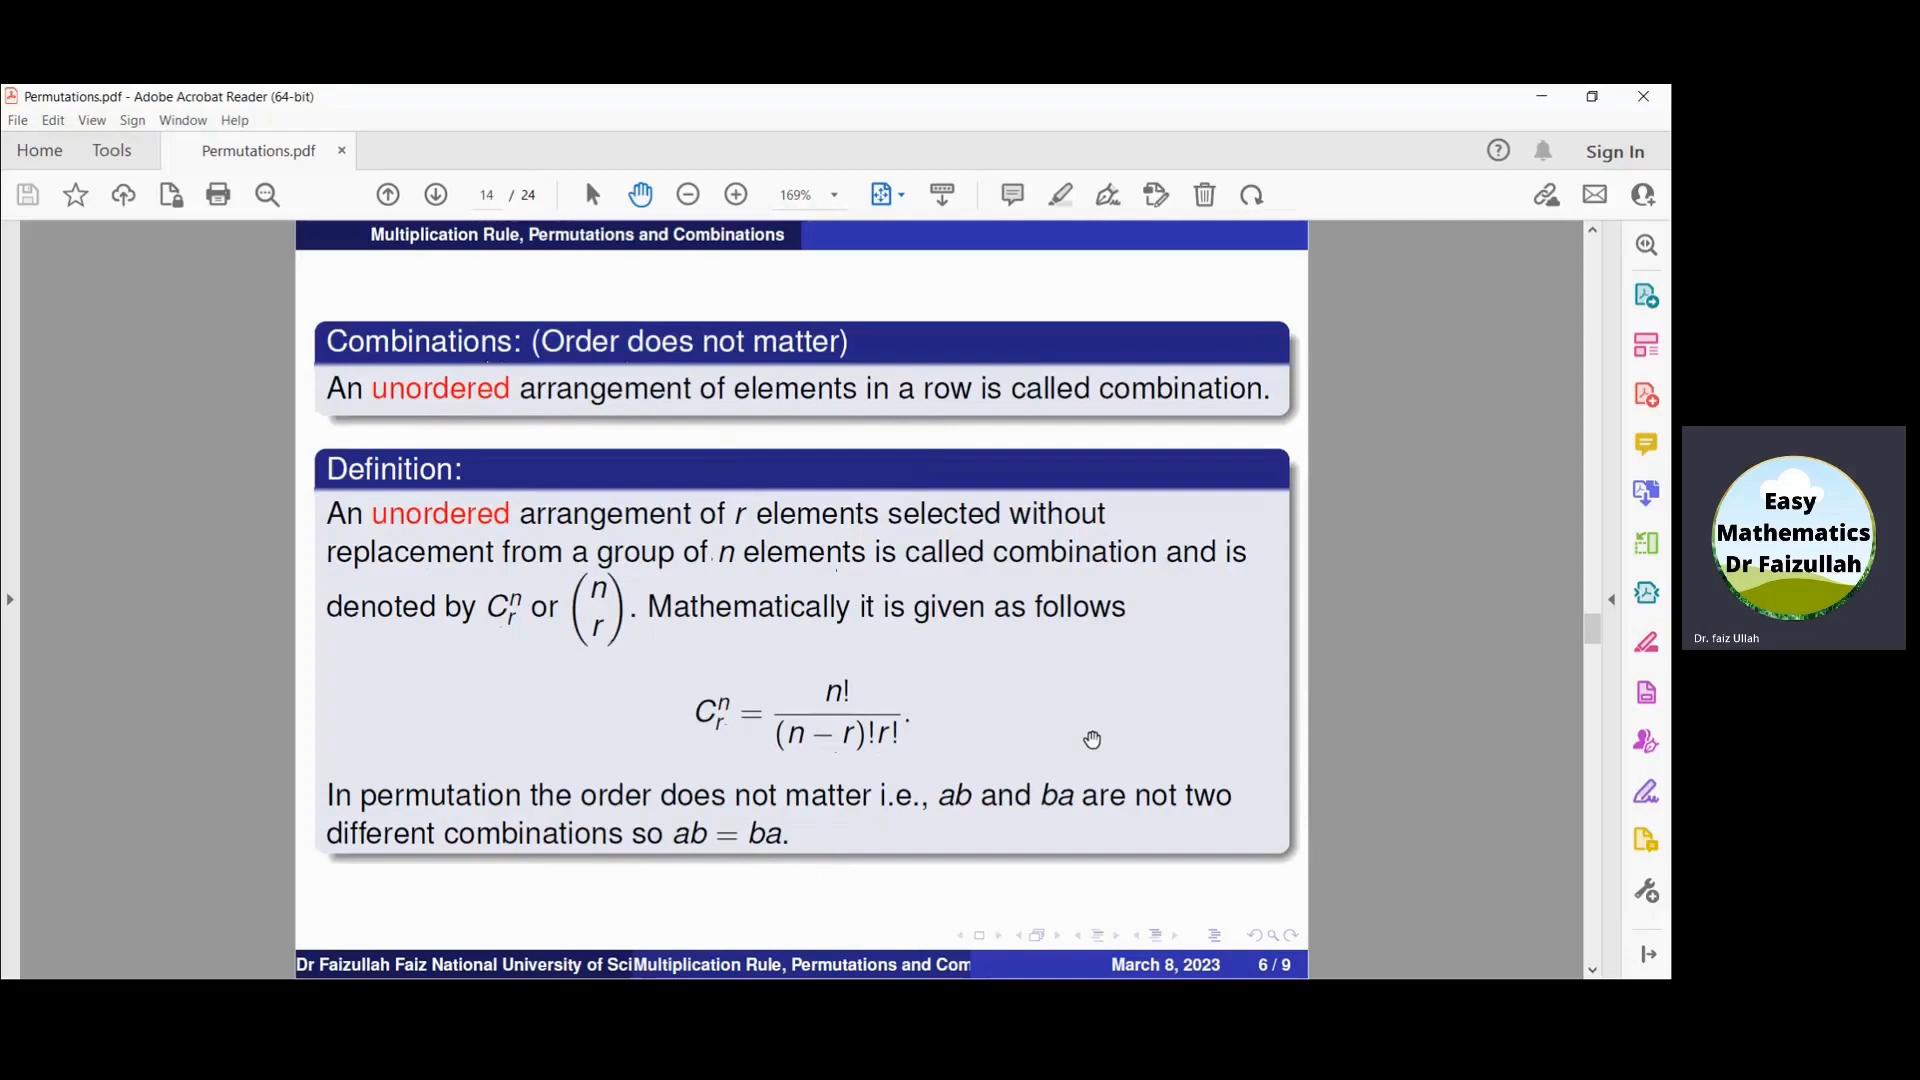 Permutations.pdf - Adobe Acrobat Reader (64-bit)
File Edit View Sign Window Help
Home Tools Permutations.pdf × Sign In
14 / 24 169%
Multiplication Rule, Permutations and Combinations
Combinations: (Order does not matter)
An unordered arrangement of elements in a row is called combination.
Definition:
An unordered arrangement of r elements selected without
replacement from a group of n elements is called combination and is
denoted by C^n_r or (n r). Mathematically it is given as follows
C^n_r = n! / (n − r)!r!.
In permutation the order does not matter i.e., ab and ba are not two
different combinations so ab = ba.
Dr Faizullah Faiz National University of Sci Multiplication Rule, Permutations and Com March 8, 2023 6 / 9
Easy
Mathematics
Dr Faizullah
Dr. faiz Ullah